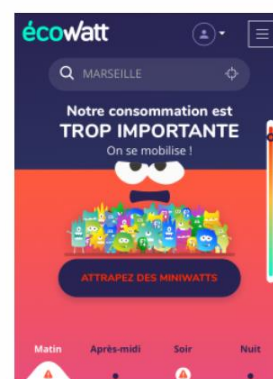 écowatt
MARSEILLE
Notre consommation est
TROP IMPORTANTE
On se mobilise !
ATTRAPEZ DES MINIWATTS
Matin Après-midi Soir Nuit